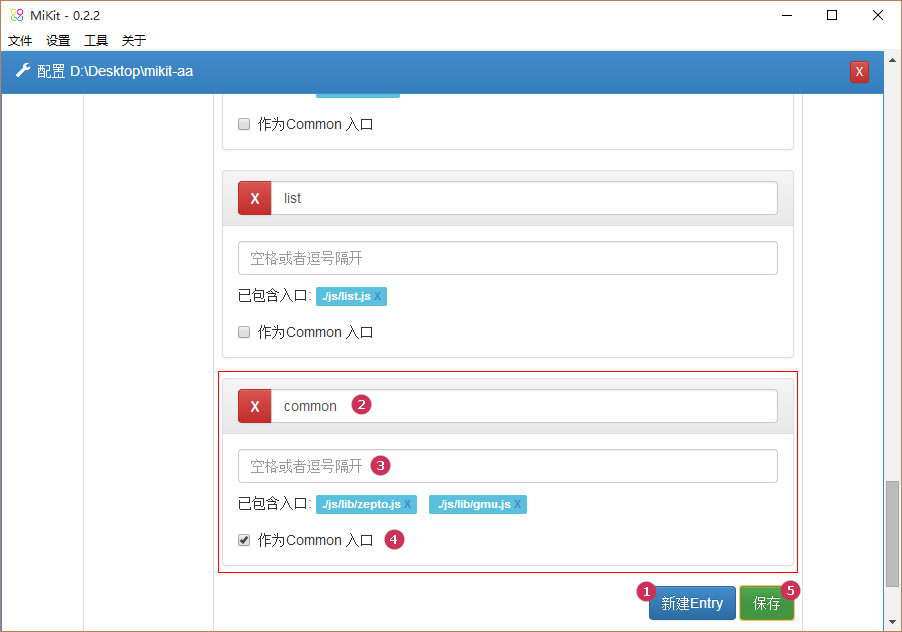 MiKit - 0.2.2
文件 设置 工具 关于
配置 D:\Desktop\mikit-aa X
作为Common 入口
X list
空格或者逗号隔开
已包含入口: ./js/list.js X
作为Common 入口
X common 2
空格或者逗号隔开 3
已包含入口: ./js/lib/zepto.js X ./js/lib/gmu.js X
作为Common 入口 4
1 新建Entry 保存 5